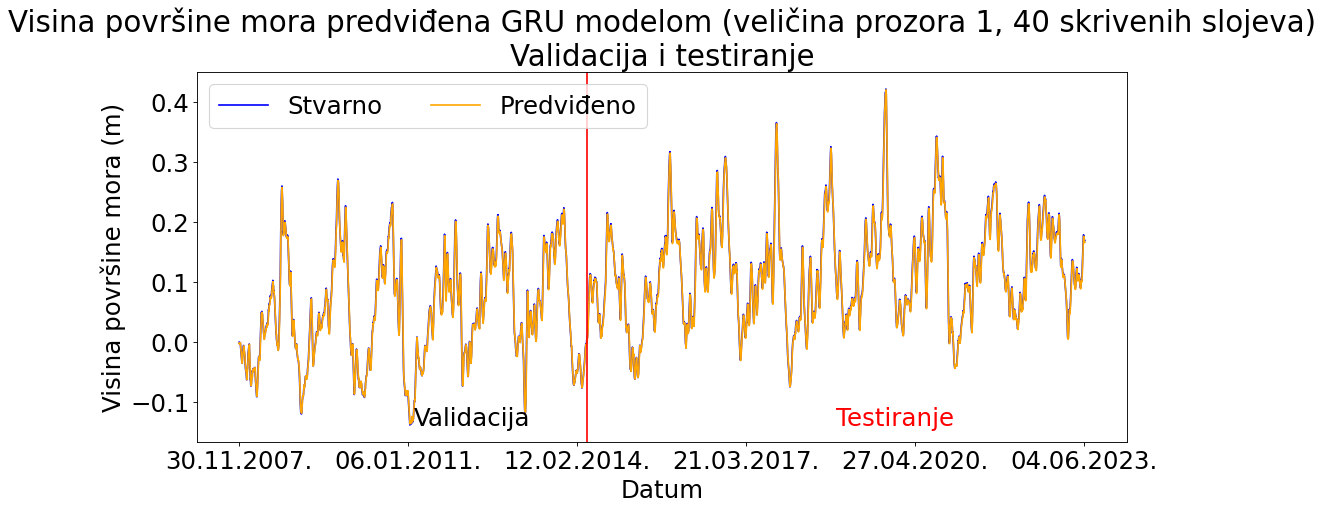 Visina površine mora predviđena GRU modelom (veličina prozora 1, 40 skrivenih slojeva)
Validacija i testiranje
Stvarno Predviđeno
Visina površine mora (m)
0.4
0.3
0.2
0.1
0.0
−0.1
Validacija Testiranje
30.11.2007. 06.01.2011. 12.02.2014. 21.03.2017. 27.04.2020. 04.06.2023.
Datum